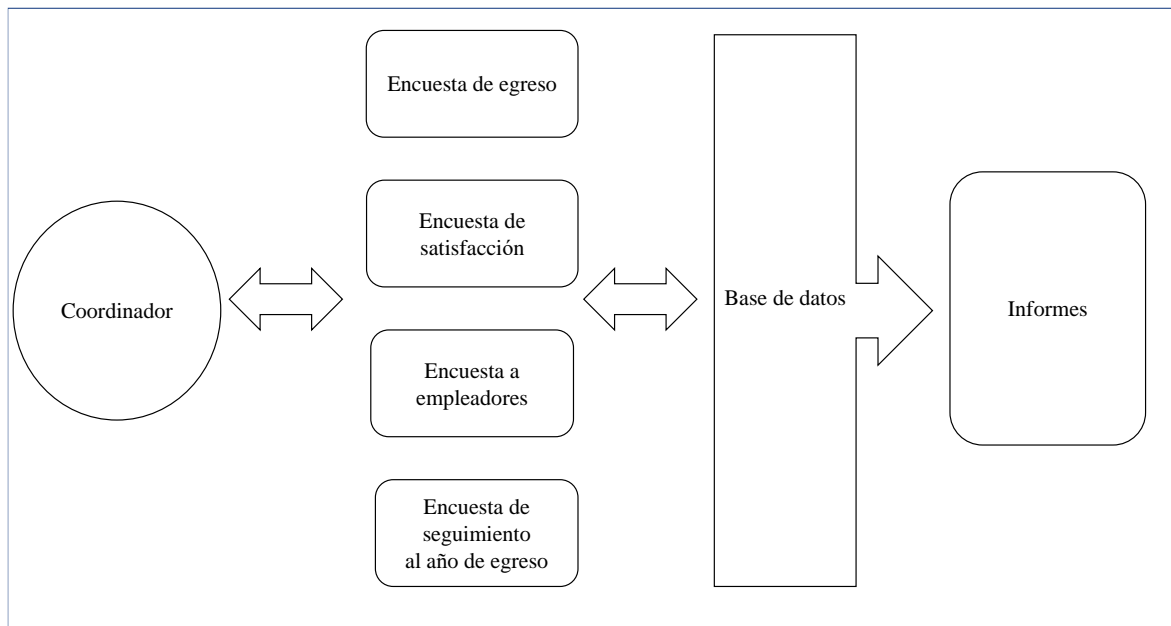 Encuesta de egreso
Encuesta de
satisfacción
Coordinador
Base de datos
Informes
Encuesta a
empleadores
Encuesta de
seguimiento
al año de egreso